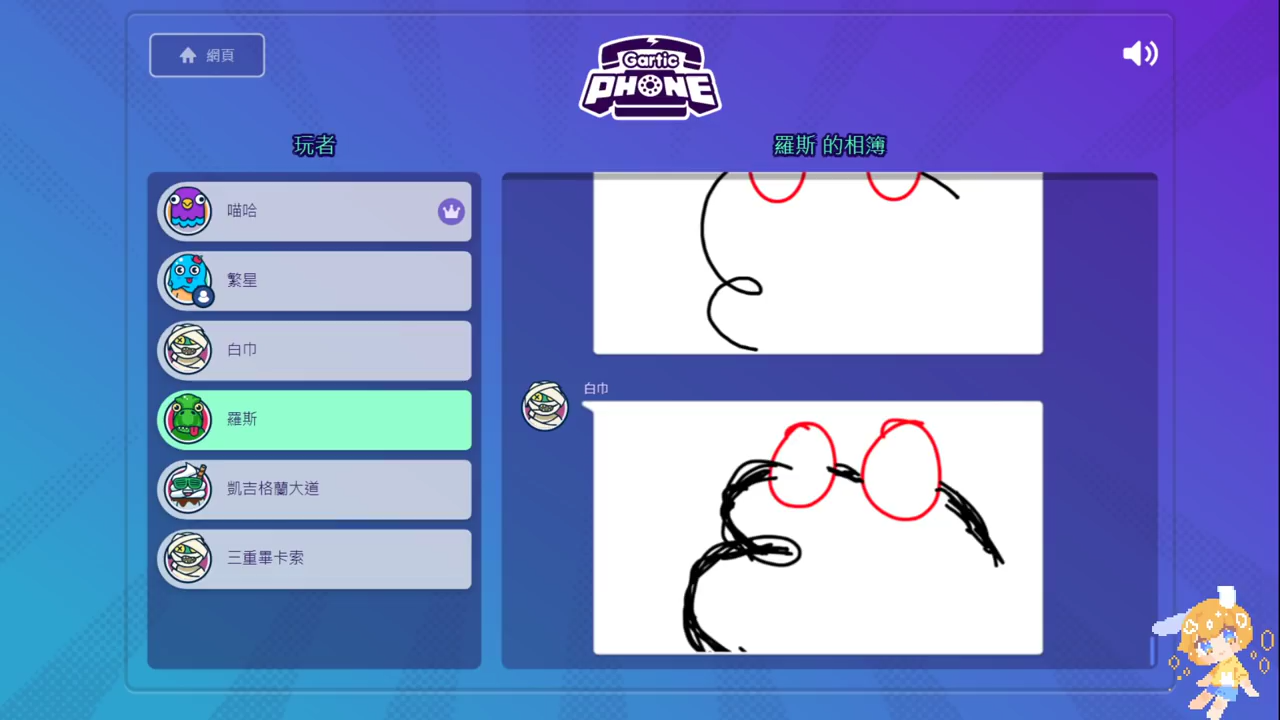 網頁
Gartic
PHONE
玩者
羅斯 的相簿
喵哈
繁星
白巾
羅斯
凱吉格蘭大道
三重畢卡索
白巾